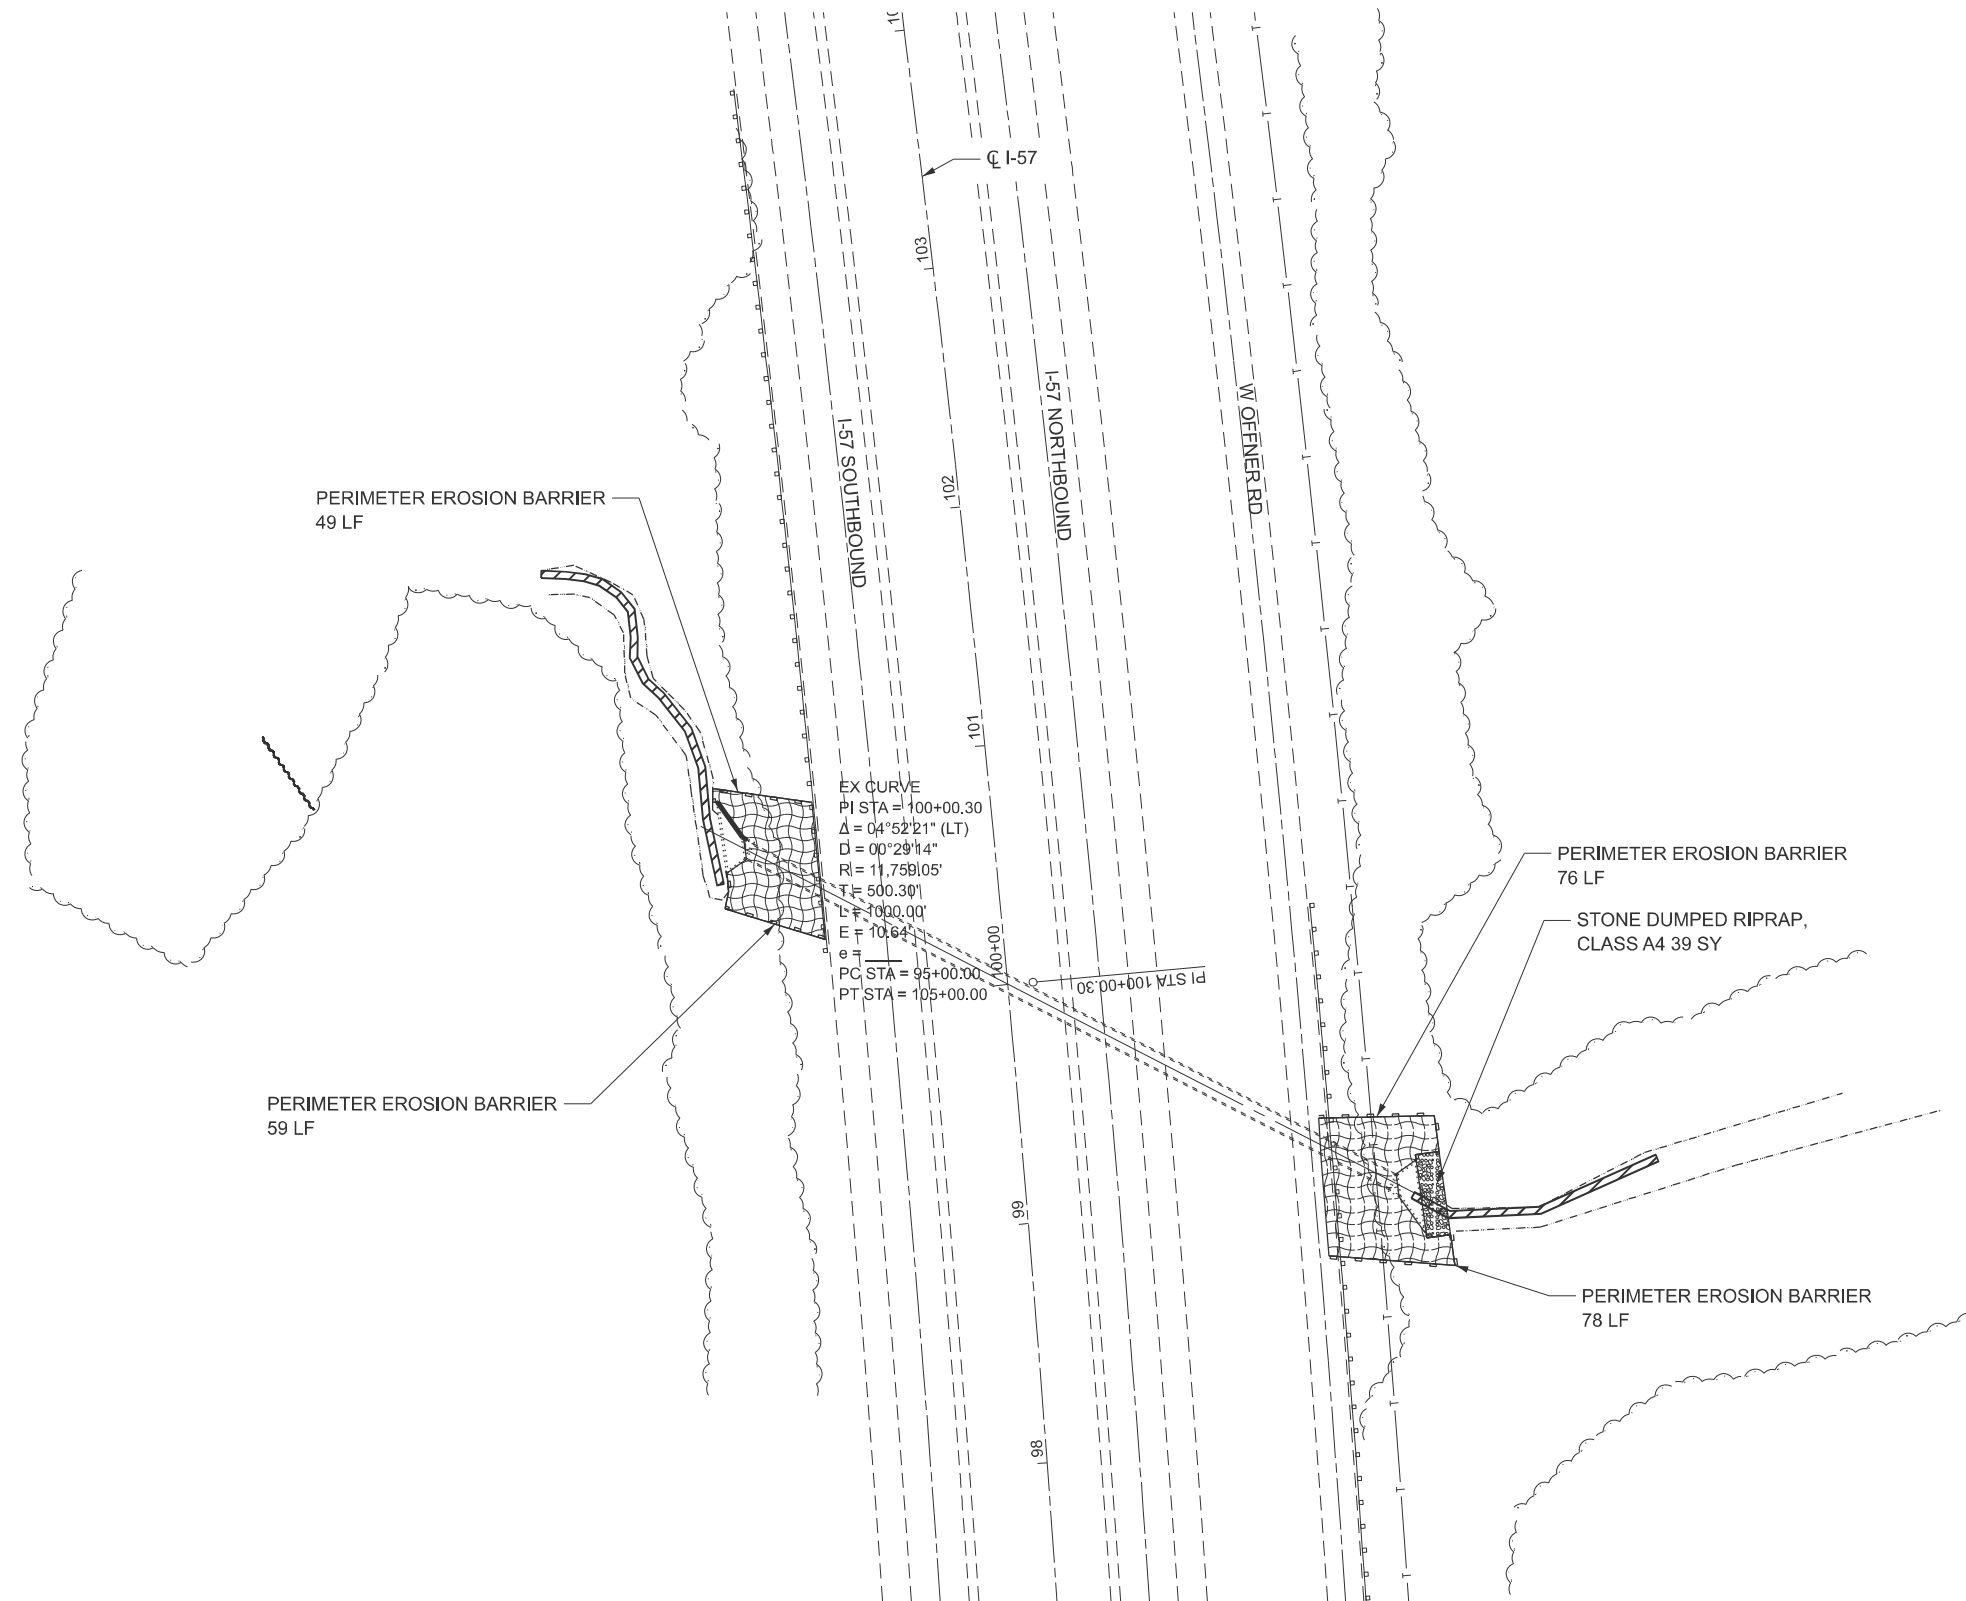 10
℄ I-57
103
I-57 SOUTHBOUND
I-57 NORTHBOUND
W OFFNER RD
102
PERIMETER EROSION BARRIER
49 LF
101
EX CURVE
PI STA = 100+00.30
Δ = 04°52'21" (LT)
D = 00°29'14"
R = 11,759.05'
T = 500.30'
L = 1000.00'
E = 10.64'
e = ____
PC STA = 95+00.00
PT STA = 105+00.00
100+00
PI STA 100+00.30
PERIMETER EROSION BARRIER
76 LF
STONE DUMPED RIPRAP,
CLASS A4 39 SY
PERIMETER EROSION BARRIER
59 LF
99
PERIMETER EROSION BARRIER
78 LF
98
T T T T T T T T T T T T T T T T T T